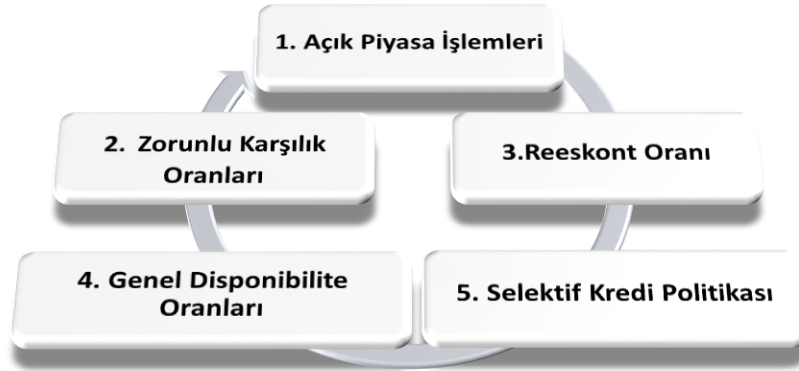 1. Açık Piyasa İşlemleri
2. Zorunlu Karşılık
Oranları
3.Reeskont Oranı
4. Genel Disponibilite
Oranları
5. Selektif Kredi Politikası